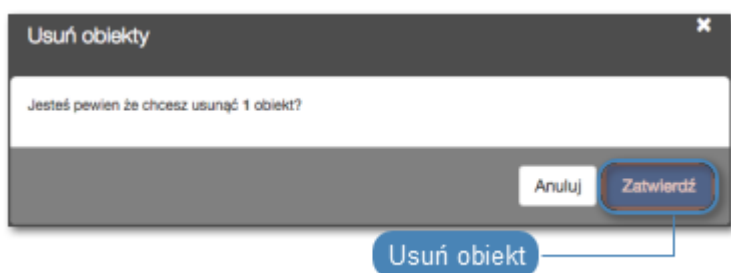 Usuń obiekty
Jesteś pewien że chcesz usunąć 1 obiekt?
Anuluj Zatwierdź
Usuń obiekt